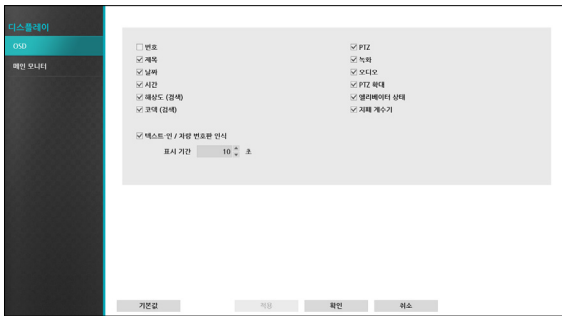 디스플레이
OSD
메인 모니터
번호
제목
날짜
시간
해상도 (검색)
코덱 (검색)
PTZ
녹화
오디오
PTZ 확대
엘리베이터 상태
지폐 계수기
텍스트-인 / 차량 번호판 인식
표시 기간 10 초
기본값 적용 확인 취소